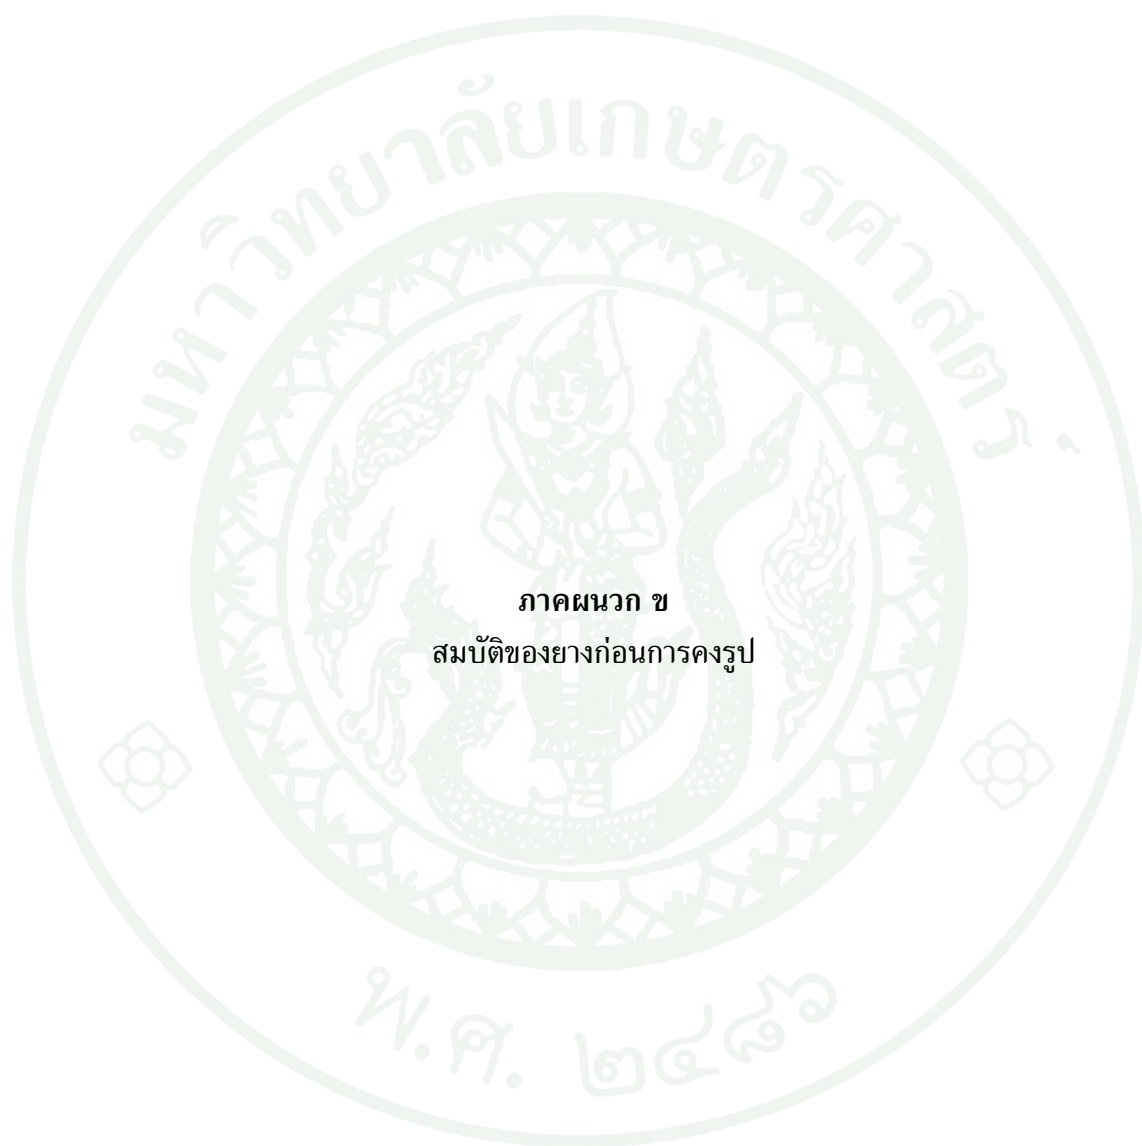 มหาวิทยาลัยเกษตรศาสตร์
ภาคผนวก ข
สมบัติของยางก่อนการคงรูป
พ.ศ. ๒๔๘๖